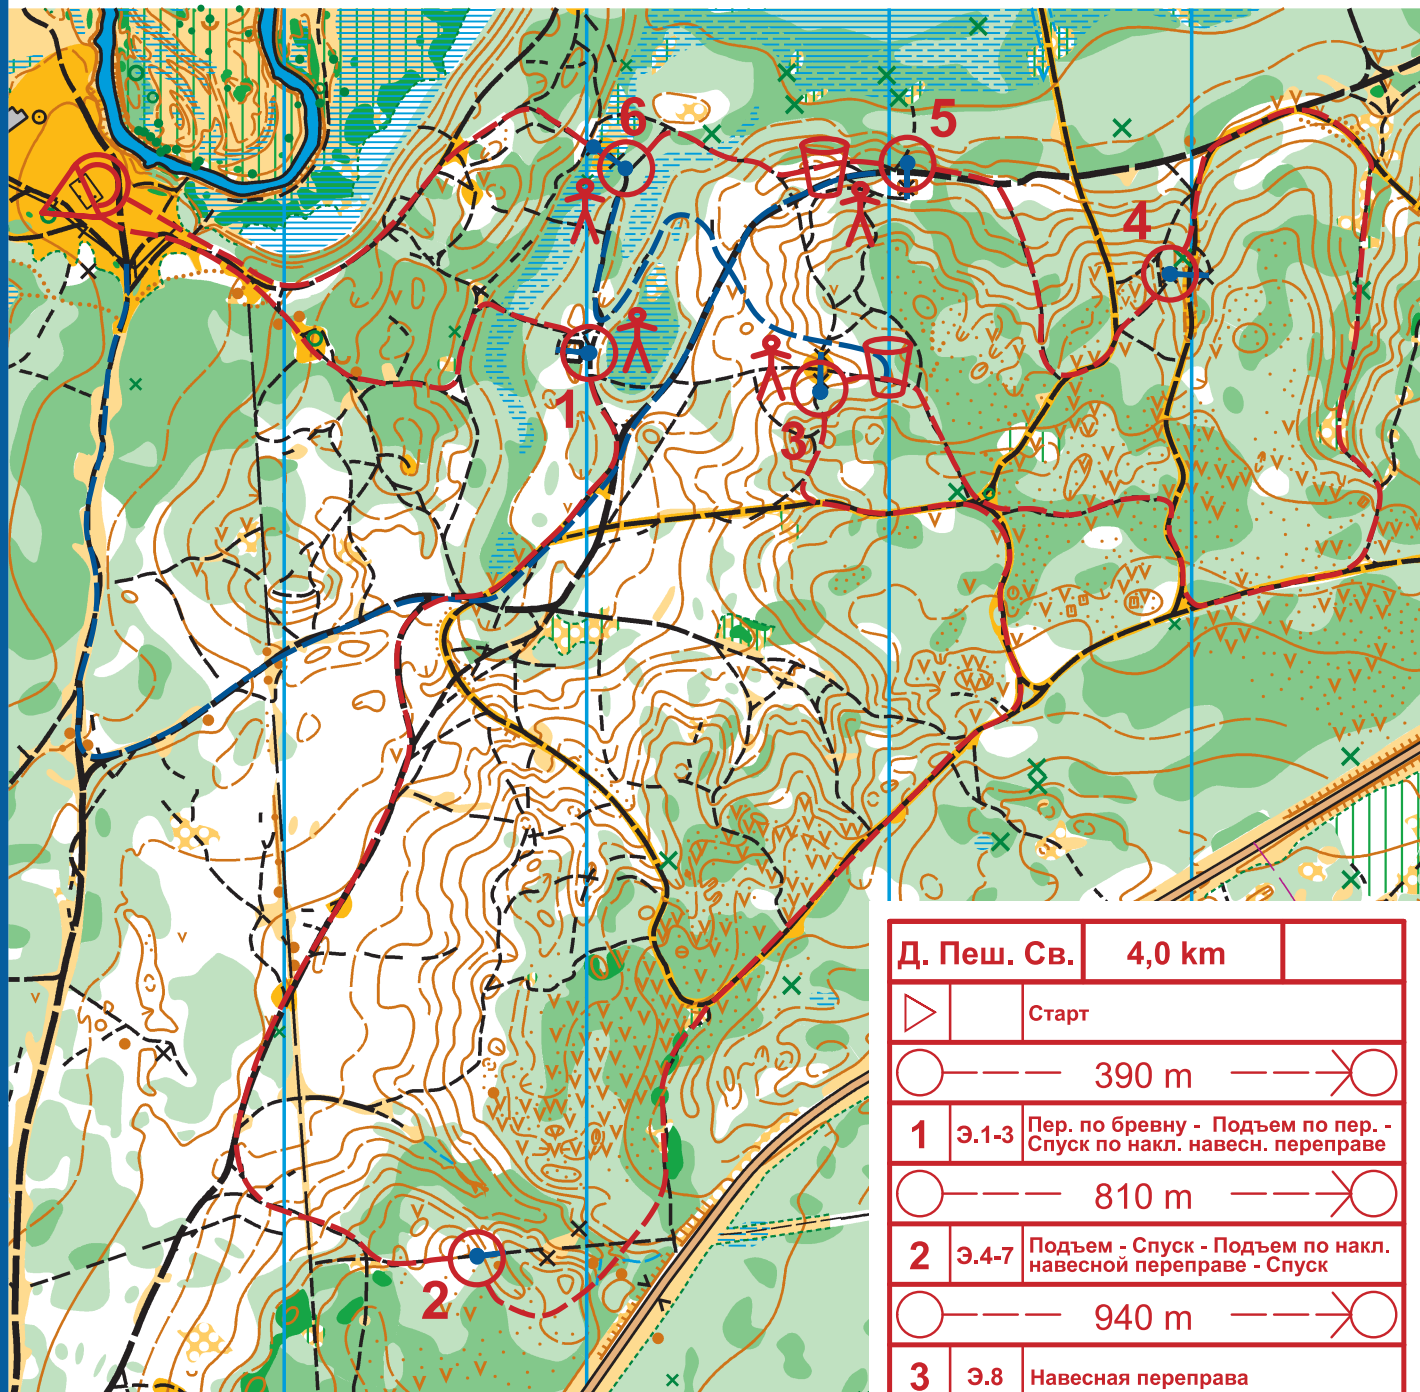 6
5
4
1
3
2
Д. Пеш. Св. 4,0 km
Старт
390 m
1 Э.1-3 Пер. по бревну - Подъем по пер. -
Спуск по накл. навесн. переправе
810 m
2 Э.4-7 Подъем - Спуск - Подъем по накл.
навесной переправе - Спуск
940 m
3 Э.8 Навесная переправа